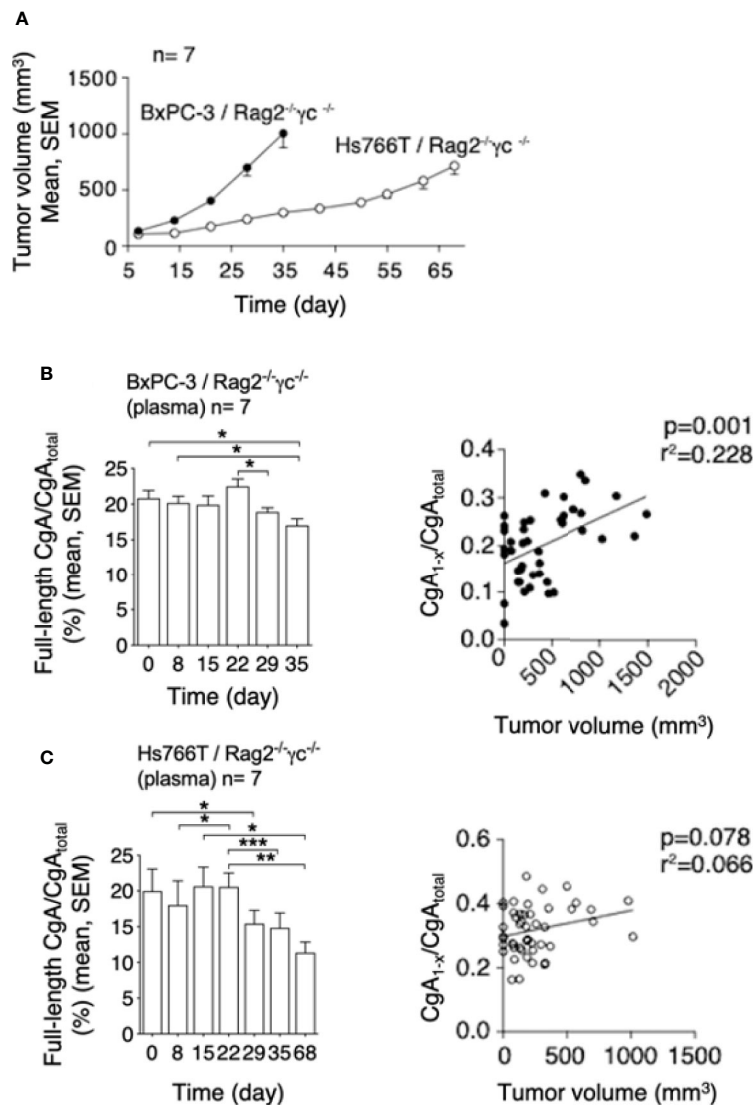 A
n= 7
Tumor volume (mm³)
Mean, SEM
1500
1000
500
0
BxPC-3 / Rag2⁻/⁻γc ⁻/⁻
Hs766T / Rag2⁻/⁻γc ⁻/⁻
5 15 25 35 45 55 65
Time (day)
B
BxPC-3 / Rag2⁻/⁻γc⁻/⁻
(plasma) n= 7
*
*
*
Full-length CgA/CgAtotal
(%) (mean, SEM)
25
20
15
10
5
0
0 8 15 22 29 35
Time (day)
p=0.001
r²=0.228
CgA1-x/CgAtotal
0.4
0.3
0.2
0.1
0.0
0 500 1000 1500 2000
Tumor volume (mm³)
C
Hs766T / Rag2⁻/⁻γc⁻/⁻
(plasma) n= 7
*
*
*
***
**
Full-length CgA/CgAtotal
(%) (mean, SEM)
25
20
15
10
5
0
0 8 15 22 29 35 68
Time (day)
p=0.078
r²=0.066
CgA1-x/CgAtotal
0.6
0.4
0.2
0.0
0 500 1000
Tumor volume (mm³)